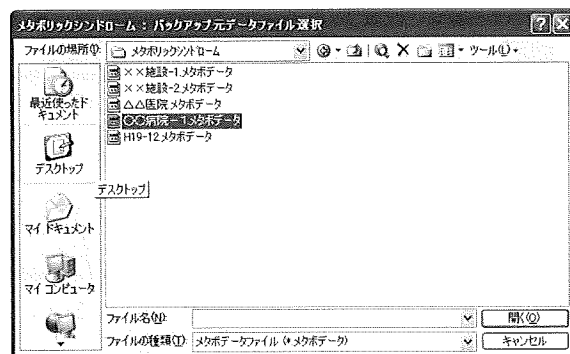 メタボリックシンドローム : バックアップ元データファイル選択
ファイルの場所(I): メタボリックシンドローム ツール(L)
××施設-1.メタボデータ
××施設-2.メタボデータ
△△医院.メタボデータ
〇〇病院-1.メタボデータ
H19-12.メタボデータ
最近使ったドキュメント
デスクトップ
デスクトップ
マイ ドキュメント
マイ コンピュータ
ファイル名(N): 開く(O)
ファイルの種類(T): メタボデータファイル (*.メタボデータ) キャンセル